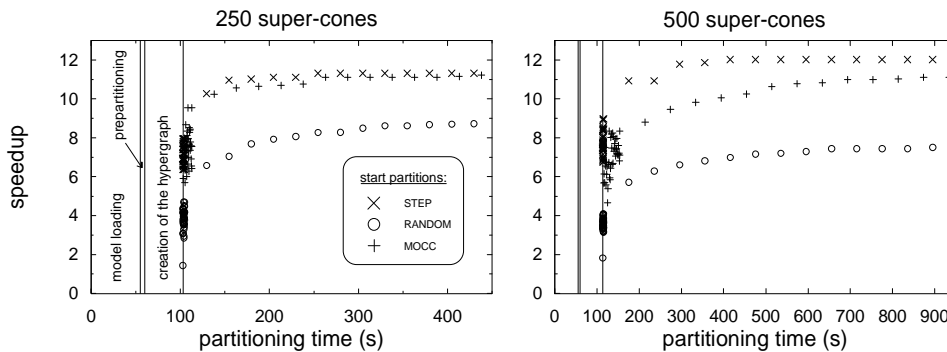 250 super-cones
500 super-cones
speedup
12
10
8
6
4
2
0
model loading
prepartitioning
creation of the hypergraph
start partitions:
STEP
RANDOM
MOCC
0 100 200 300 400
partitioning time (s)
12
10
8
6
4
2
0
0 100 200 300 400 500 600 700 800 900
partitioning time (s)